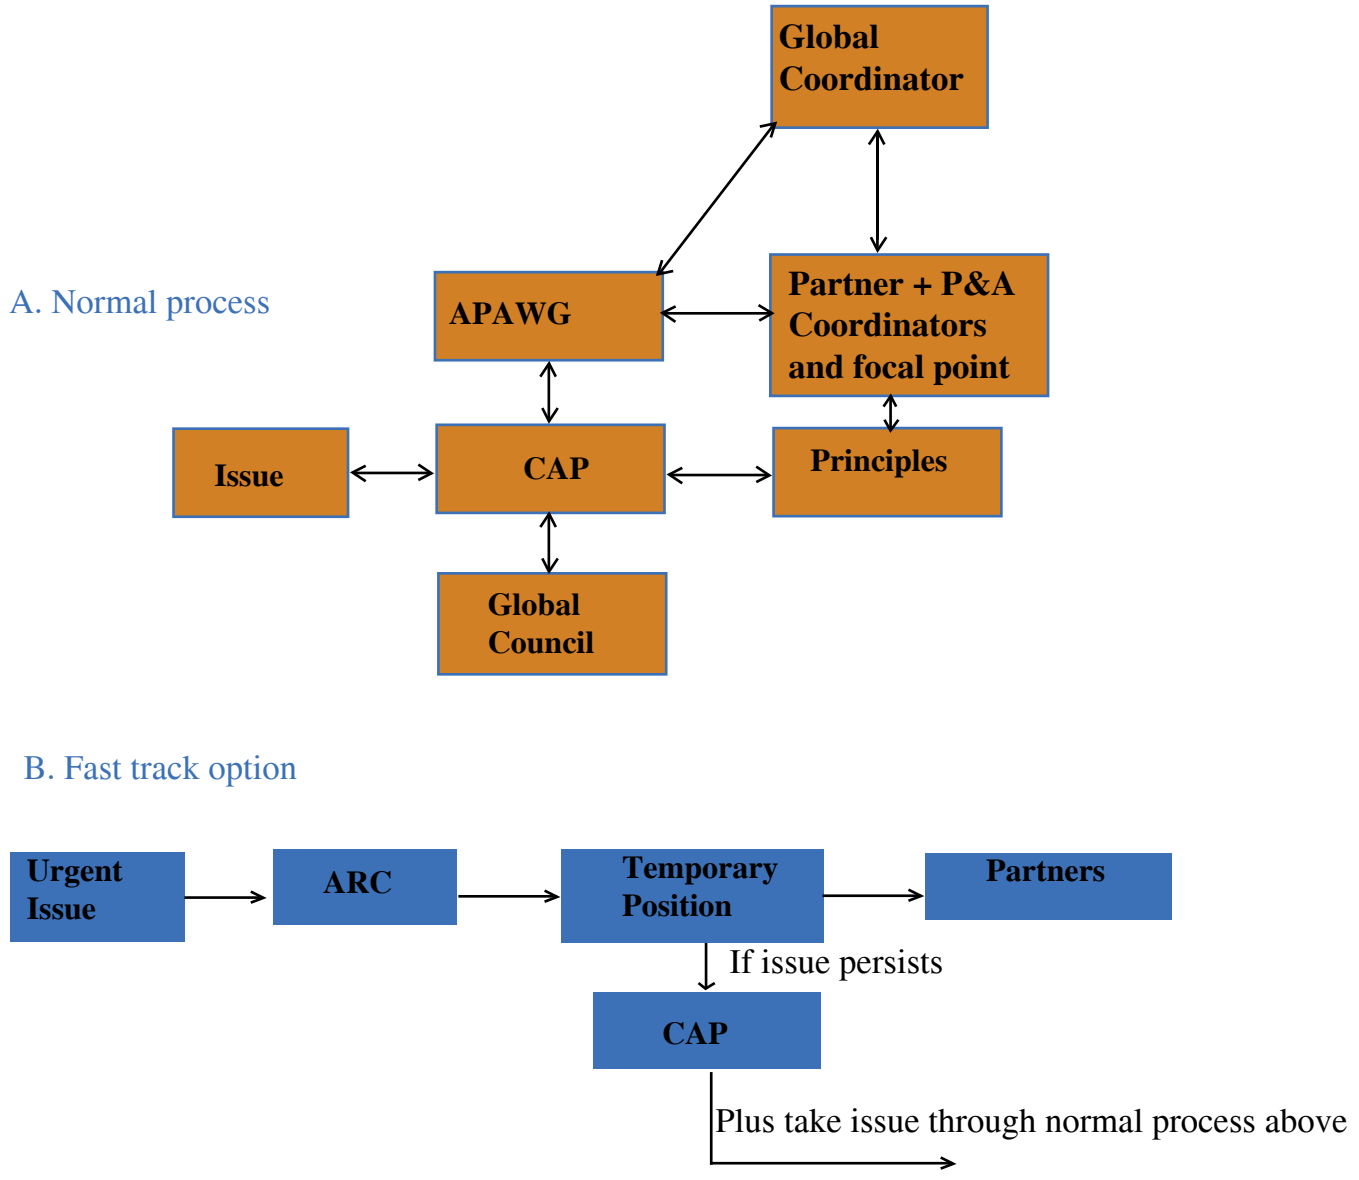 Global
Coordinator
A. Normal process
APAWG
Partner + P&A
Coordinators
and focal point
Issue
CAP
Principles
Global
Council
B. Fast track option
Urgent
Issue
ARC
Temporary
Position
Partners
If issue persists
CAP
Plus take issue through normal process above